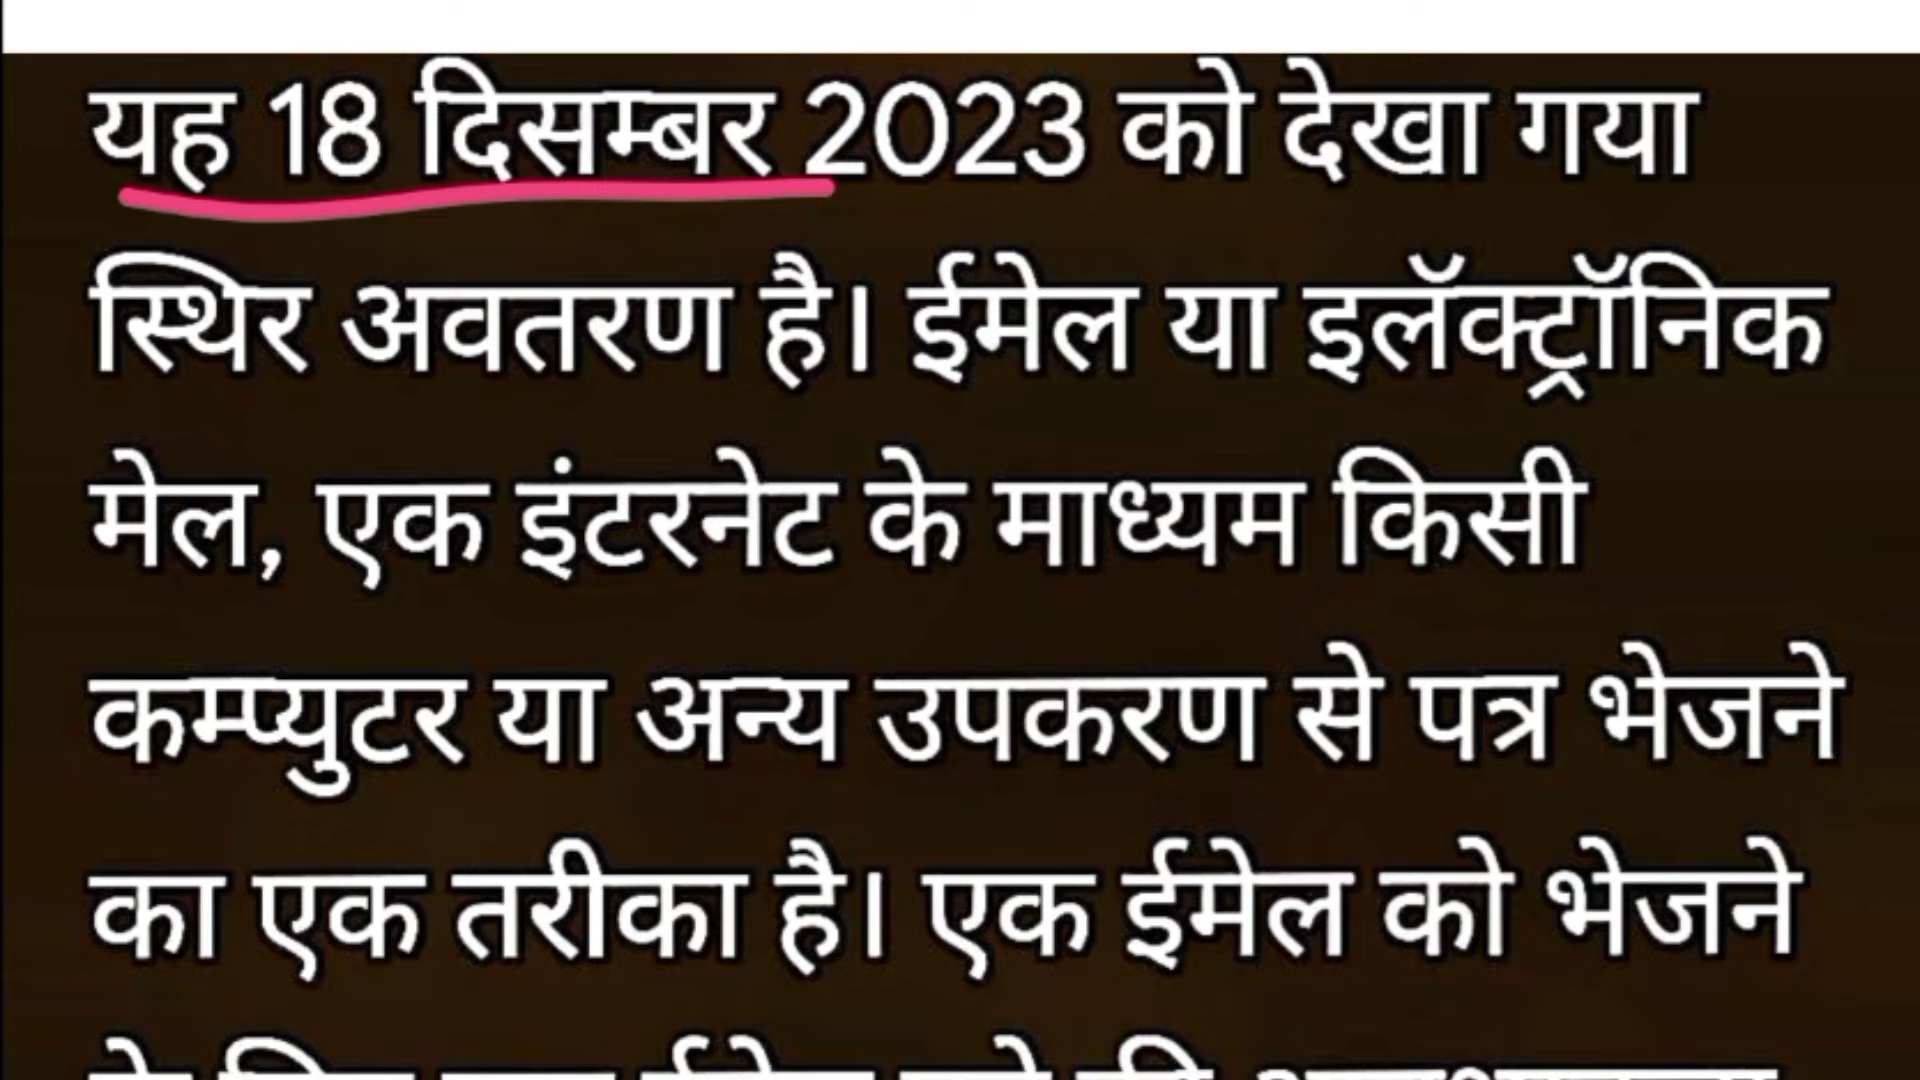 यह 18 दिसम्बर 2023 को देखा गया
स्थिर अवतरण है। ईमेल या इलॅक्ट्रॉनिक
मेल, एक इंटरनेट के माध्यम किसी
कम्प्युटर या अन्य उपकरण से पत्र भेजने
का एक तरीका है। एक ईमेल को भेजने